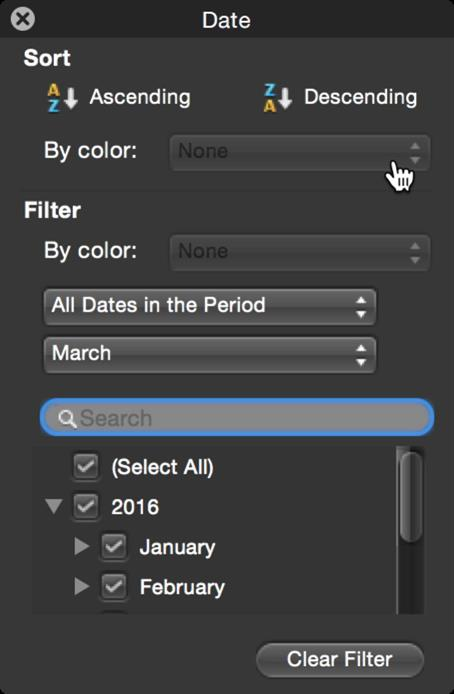 Date
Sort
A Z Ascending Z A Descending
By color: None
Filter
By color: None
All Dates in the Period
March
Search
(Select All)
2016
January
February
Clear Filter